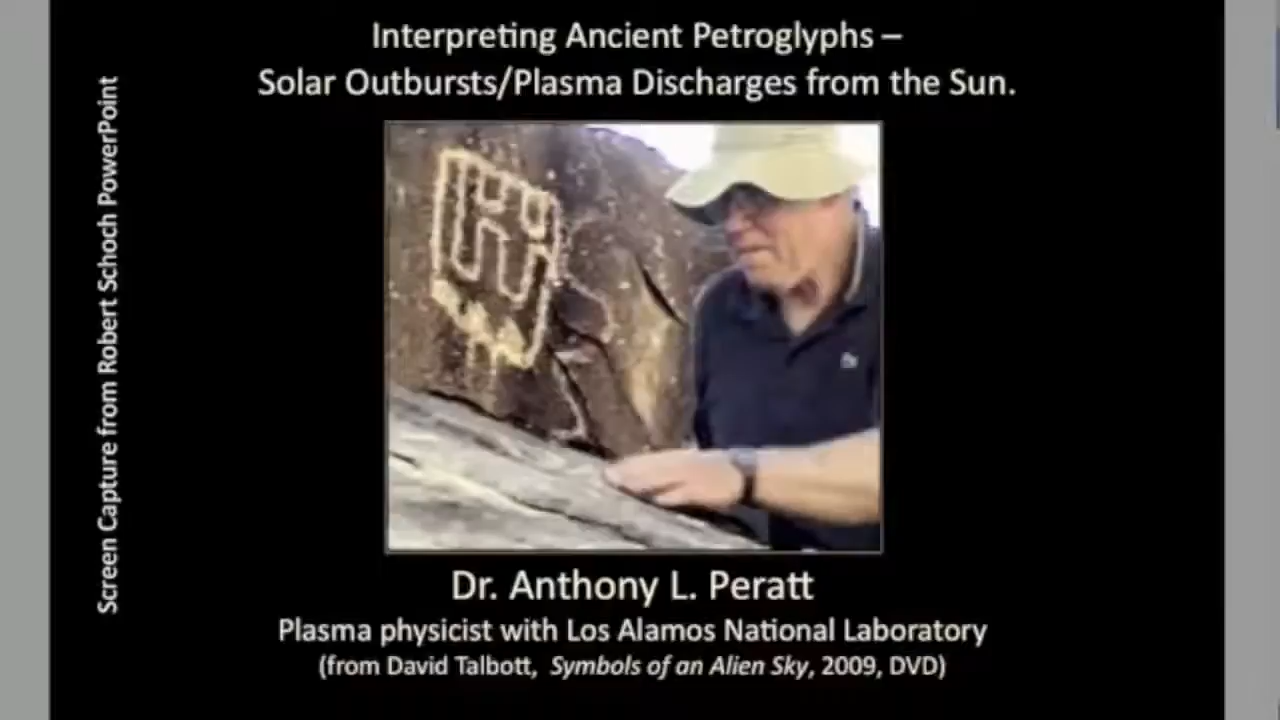 Interpreting Ancient Petroglyphs –
Solar Outbursts/Plasma Discharges from the Sun.
Screen Capture from Robert Schoch PowerPoint
Dr. Anthony L. Peratt
Plasma physicist with Los Alamos National Laboratory
(from David Talbott, Symbols of an Alien Sky, 2009, DVD)